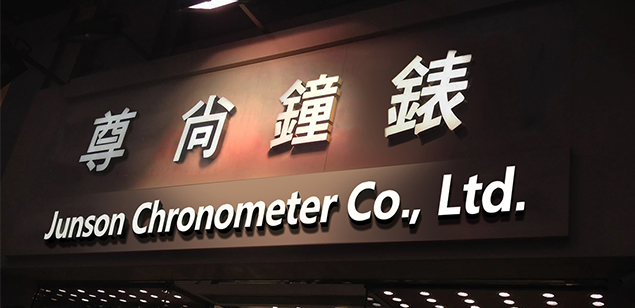 尊尚鐘錶
Junson Chronometer Co., Ltd.